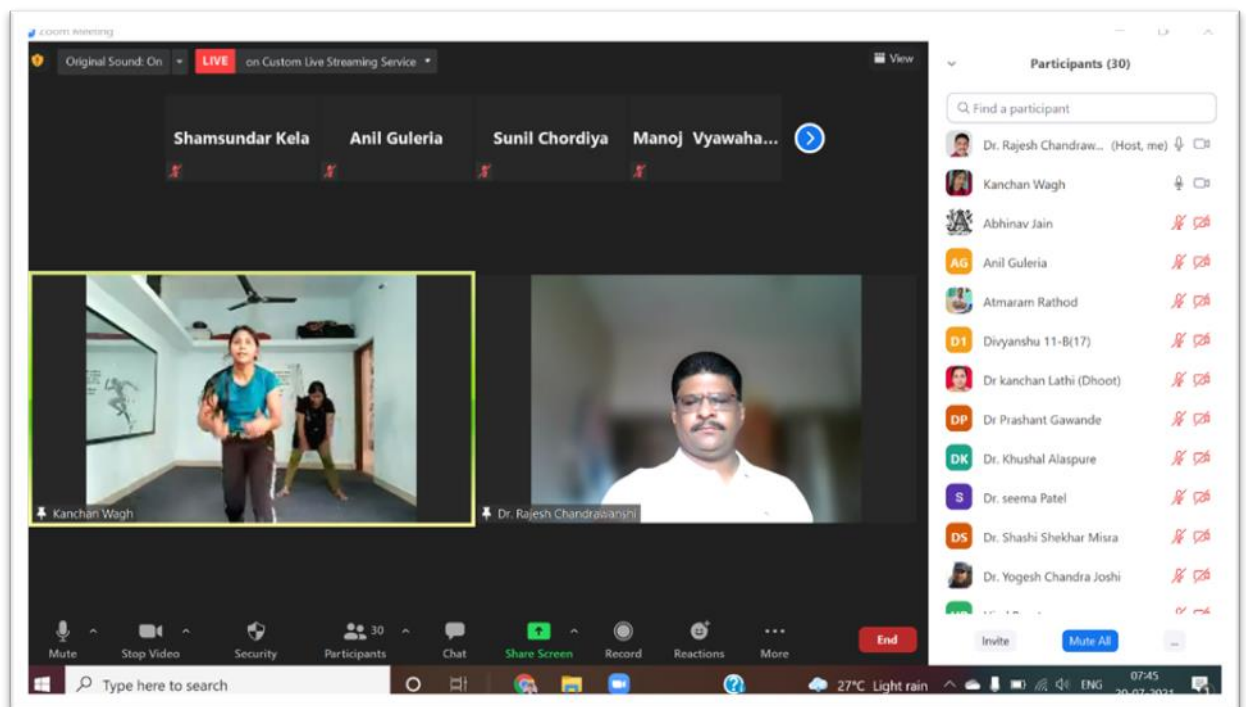 Zoom Meeting
Original Sound: On
LIVE on Custom Live Streaming Service
View
Shamsundar Kela
Anil Guleria
Sunil Chordiya
Manoj Vyawaha...
Kanchan Wagh
Dr. Rajesh Chandrawanshi
Participants (30)
Find a participant
Dr. Rajesh Chandraw... (Host, me)
Kanchan Wagh
Abhinav Jain
AG Anil Guleria
Atmaram Rathod
D1 Divyanshu 11-B(17)
Dr kanchan Lathi (Dhoot)
DP Dr Prashant Gawande
DK Dr. Khushal Alaspure
S Dr. seema Patel
DS Dr. Shashi Shekhar Misra
Dr. Yogesh Chandra Joshi
Invite
Mute All
...
Mute
Stop Video
Security
30
Participants
Chat
Share Screen
Record
Reactions
More
End
Type here to search
27°C Light rain
ENG
07:45
20-07-2021
1